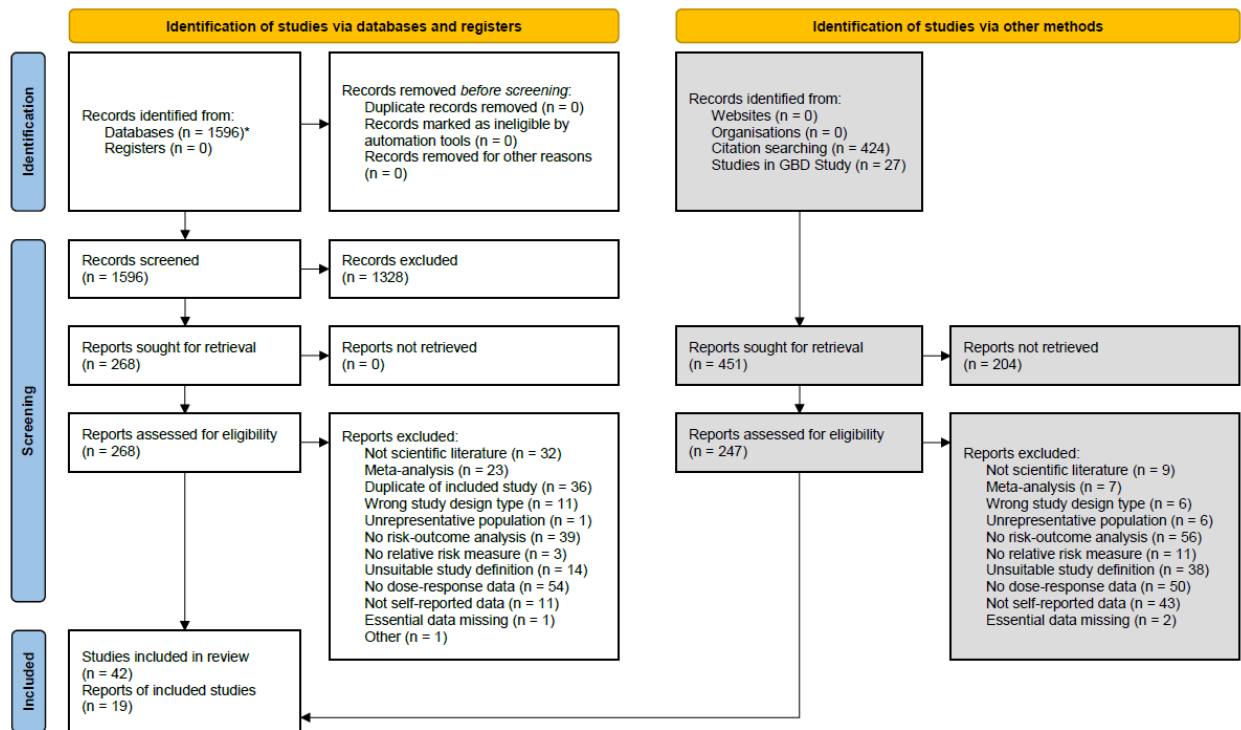 Identification of studies via databases and registers
Identification of studies via other methods
Identification
Records identified from:
Databases (n = 1596)*
Registers (n = 0)
Records removed before screening:
Duplicate records removed (n = 0)
Records marked as ineligible by
automation tools (n = 0)
Records removed for other reasons
(n = 0)
Records identified from:
Websites (n = 0)
Organisations (n = 0)
Citation searching (n = 424)
Studies in GBD Study (n = 27)
Screening
Records screened
(n = 1596)
Records excluded
(n = 1328)
Reports sought for retrieval
(n = 268)
Reports not retrieved
(n = 0)
Reports sought for retrieval
(n = 451)
Reports not retrieved
(n = 204)
Reports assessed for eligibility
(n = 268)
Reports excluded:
Not scientific literature (n = 32)
Meta-analysis (n = 23)
Duplicate of included study (n = 36)
Wrong study design type (n = 11)
Unrepresentative population (n = 1)
No risk-outcome analysis (n = 39)
No relative risk measure (n = 3)
Unsuitable study definition (n = 14)
No dose-response data (n = 54)
Not self-reported data (n = 11)
Essential data missing (n = 1)
Other (n = 1)
Reports assessed for eligibility
(n = 247)
Reports excluded:
Not scientific literature (n = 9)
Meta-analysis (n = 7)
Wrong study design type (n = 6)
Unrepresentative population (n = 6)
No risk-outcome analysis (n = 56)
No relative risk measure (n = 11)
Unsuitable study definition (n = 38)
No dose-response data (n = 50)
Not self-reported data (n = 43)
Essential data missing (n = 2)
Included
Studies included in review
(n = 42)
Reports of included studies
(n = 19)